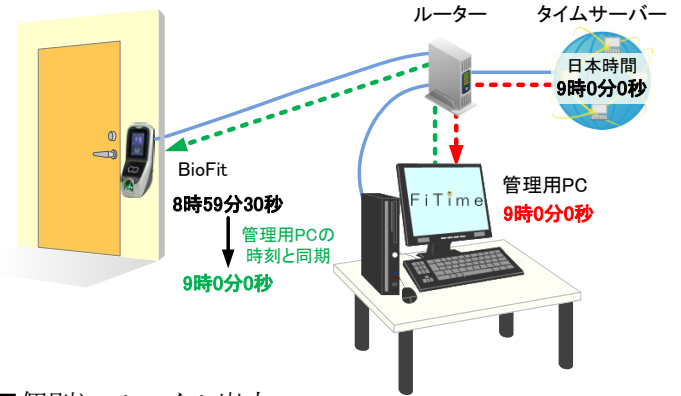 ルーター
タイムサーバー
日本時間
9時0分0秒
BioFit
8時59分30秒
管理用PCの
時刻と同期
9時0分0秒
FiTime
管理用PC
9時0分0秒